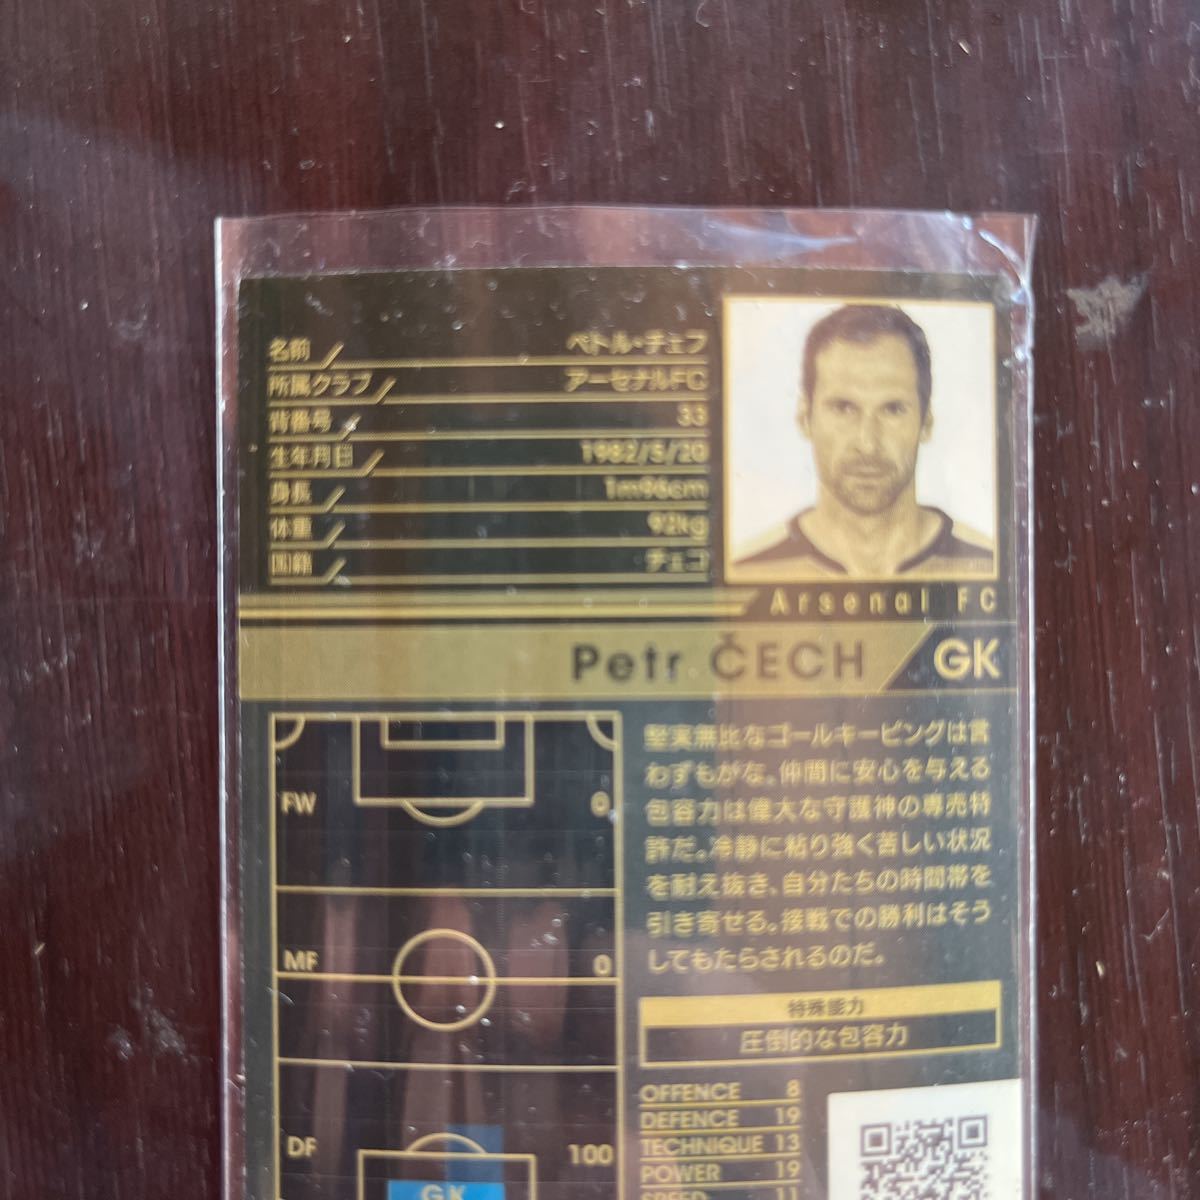 名前 ペトル・チェフ
所属クラブ アーセナルFC
背番号 33
生年月日 1982/5/20
身長 1m96cm
体重 92kg
国籍 チェコ
Arsenal FC
Petr ČECH GK
堅実無比なゴールキーピングは言
わずもがな。仲間に安心を与える
包容力は偉大な守護神の専売特
許だ。冷静に粘り強く苦しい状況
を耐え抜き、自分たちの時間帯を
引き寄せる。接戦での勝利はそう
してもたらされるのだ。
特殊能力
圧倒的な包容力
FW 0
MF 0
DF 100
GK
OFFENCE 8
DEFENCE 19
TECHNIQUE 13
POWER 19
SPEED 11